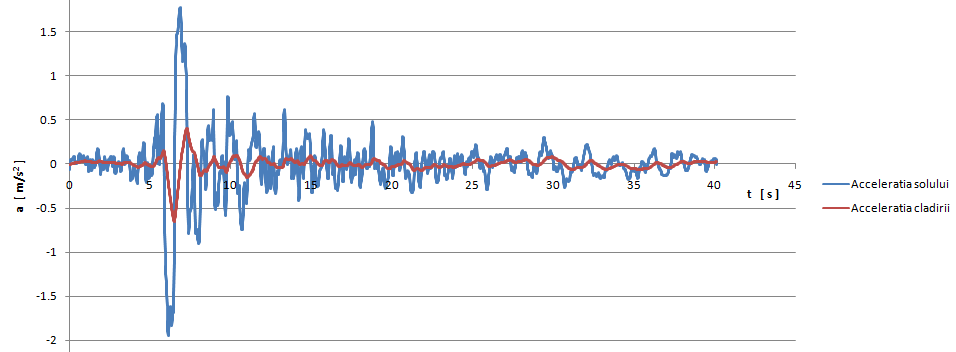 1.5
1
0.5
0
-0.5
-1
-1.5
-2
0 5 10 15 20 25 30 35 40 45
a [ m/s²]
t [ s ]
Acceleratia solului
Acceleratia cladirii